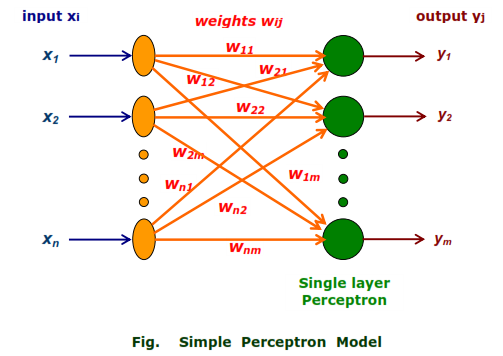 input xi
weights wij
output yj
x1
w11
y1
w21
w12
x2
w22
y2
w2m
wn1
w1m
wn2
xn
wnm
ym
Single layer
Perceptron
Fig. Simple Perceptron Model